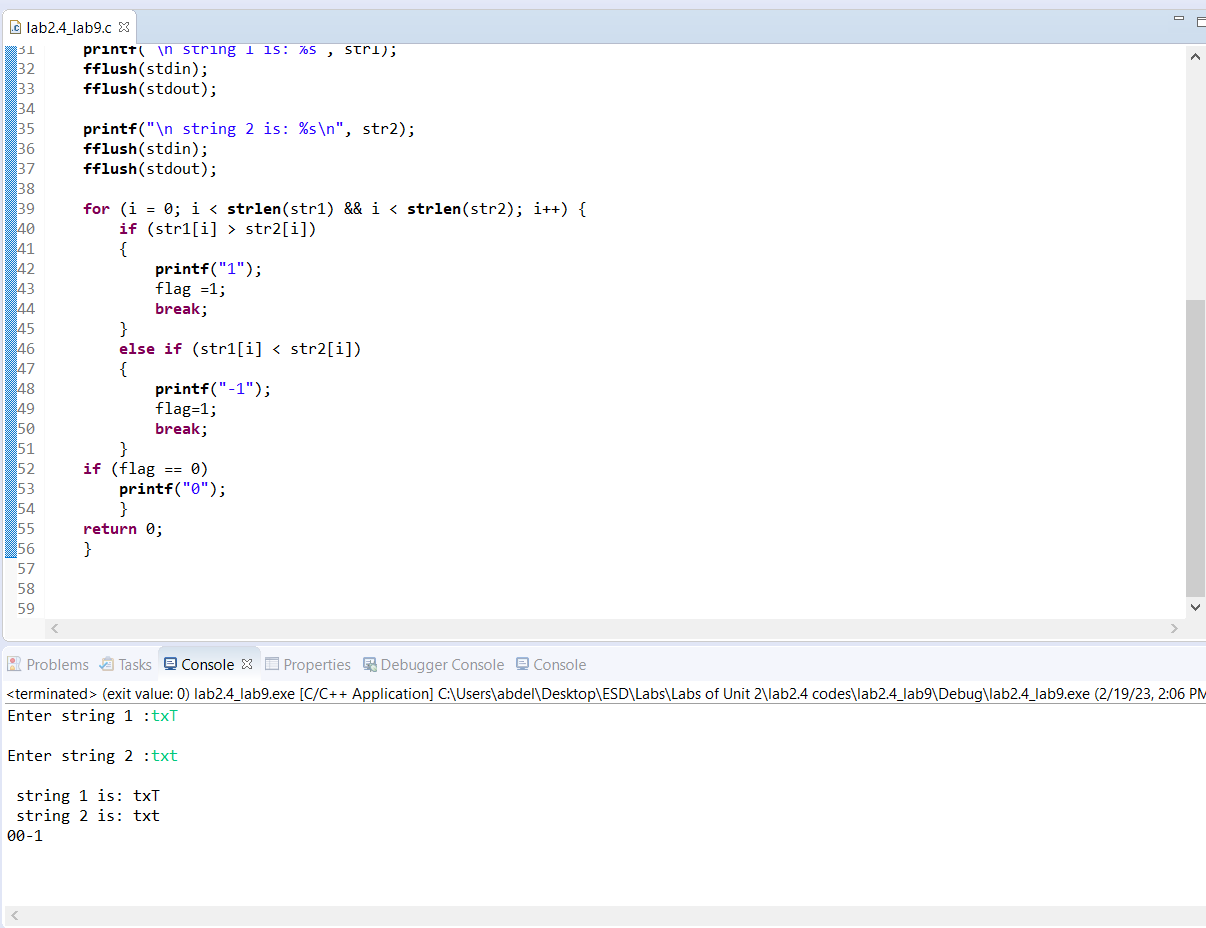 lab2.4_lab9.c
31 printf("\n string 1 is: %s", str1);
32 fflush(stdin);
33 fflush(stdout);
34
35 printf("\n string 2 is: %s\n", str2);
36 fflush(stdin);
37 fflush(stdout);
38
39 for (i = 0; i < strlen(str1) && i < strlen(str2); i++) {
40 if (str1[i] > str2[i])
41 {
42 printf("1");
43 flag =1;
44 break;
45 }
46 else if (str1[i] < str2[i])
47 {
48 printf("-1");
49 flag=1;
50 break;
51 }
52 if (flag == 0)
53 printf("0");
54 }
55 return 0;
56 }
57
58
59
Problems Tasks Console Properties Debugger Console Console
<terminated> (exit value: 0) lab2.4_lab9.exe [C/C++ Application] C:\Users\abdel\Desktop\ESD\Labs\Labs of Unit 2\lab2.4 codes\lab2.4_lab9\Debug\lab2.4_lab9.exe (2/19/23, 2:06 PM
Enter string 1 :txT
Enter string 2 :txt
string 1 is: txT
string 2 is: txt
00-1